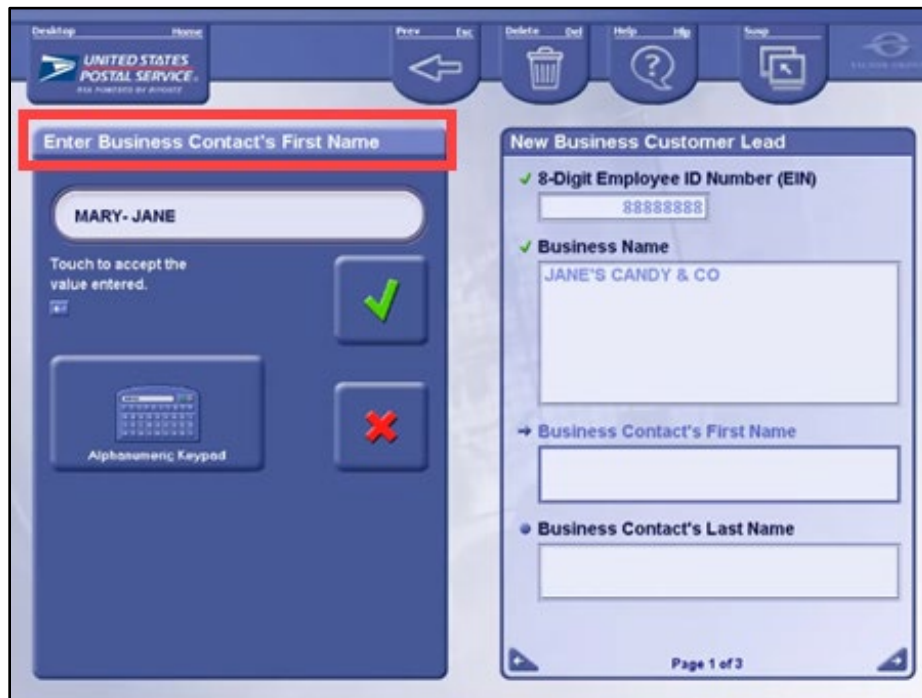 Desktop Home
UNITED STATES
POSTAL SERVICE.
Prev Esc
Delete Del
Help Hlp
Susp
Enter Business Contact's First Name
MARY- JANE
Touch to accept the
value entered.
Alphanumeric Keypad
New Business Customer Lead
8-Digit Employee ID Number (EIN)
88888888
Business Name
JANE'S CANDY & CO
Business Contact's First Name
Business Contact's Last Name
Page 1 of 3